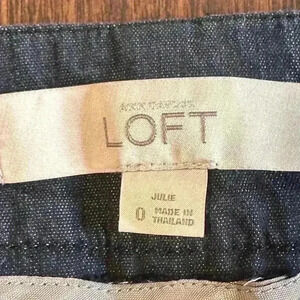 ANN TAYLOR
LOFT
JULIE
0
MADE IN
THAILAND